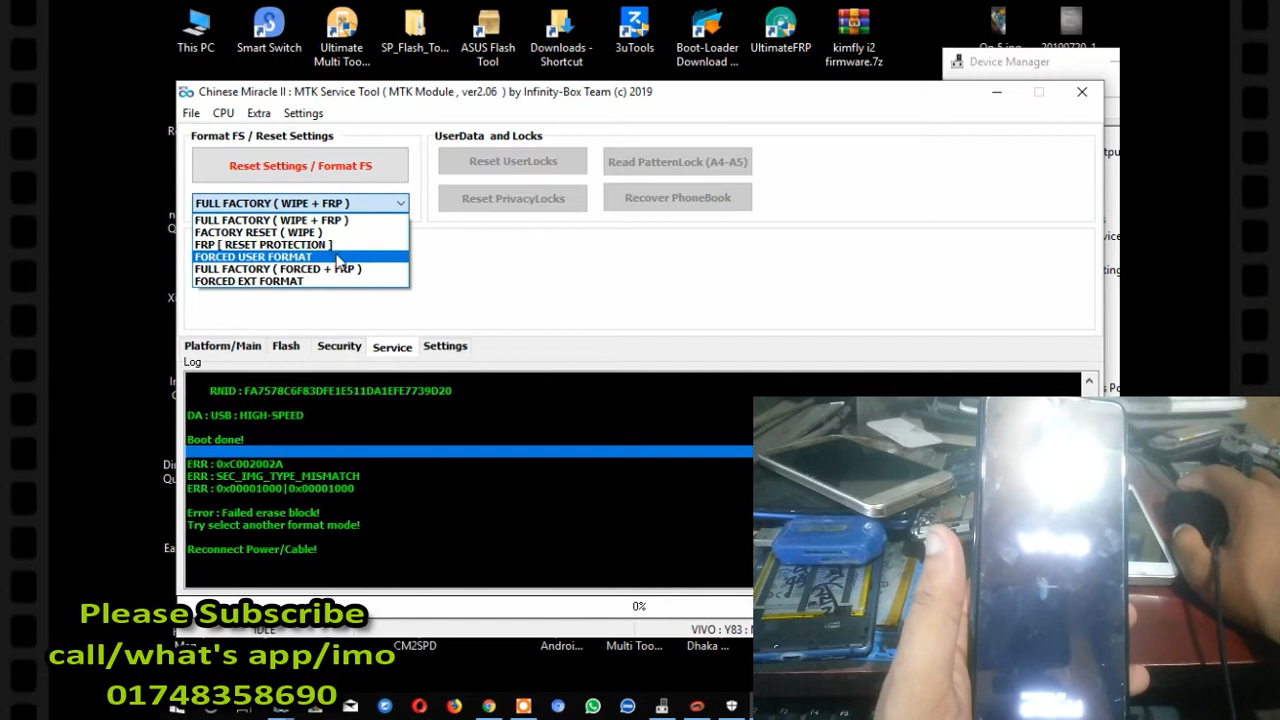 This PC
Smart Switch
Ultimate
Multi Too...
SP_Flash_To...
ASUS Flash
Tool
Downloads -
Shortcut
3uTools
Boot-Loader
Download ...
UltimateFRP
kimfly i2
firmware.7z
Device Manager
Chinese Miracle II : MTK Service Tool ( MTK Module , ver2.06 ) by Infinity-Box Team (c) 2019
File CPU Extra Settings
Format FS / Reset Settings
UserData and Locks
Reset Settings / Format FS
Reset UserLocks
Read PatternLock (A4-A5)
Reset PrivacyLocks
Recover PhoneBook
FULL FACTORY ( WIPE + FRP )
FULL FACTORY ( WIPE + FRP )
FACTORY RESET ( WIPE )
FRP [ RESET PROTECTION ]
FORCED USER FORMAT
FULL FACTORY ( FORCED + FRP )
FORCED EXT FORMAT
Platform/Main Flash Security Service Settings
Log
RNID : FA7578C6F83DFE1E511DA1EFE7739D20
DA : USB : HIGH-SPEED
Boot done!
ERR : 0xC002002A
ERR : SEC_IMG_TYPE_MISMATCH
ERR : 0x00001000|0x00001000
Error : Failed erase block!
Try select another format mode!
Reconnect Power/Cable!
0%
IDLE
VIVO : Y83 :
CM2SPD
Androi...
Multi Too...
Dhaka ...
Please Subscribe
call/what's app/imo
01748358690